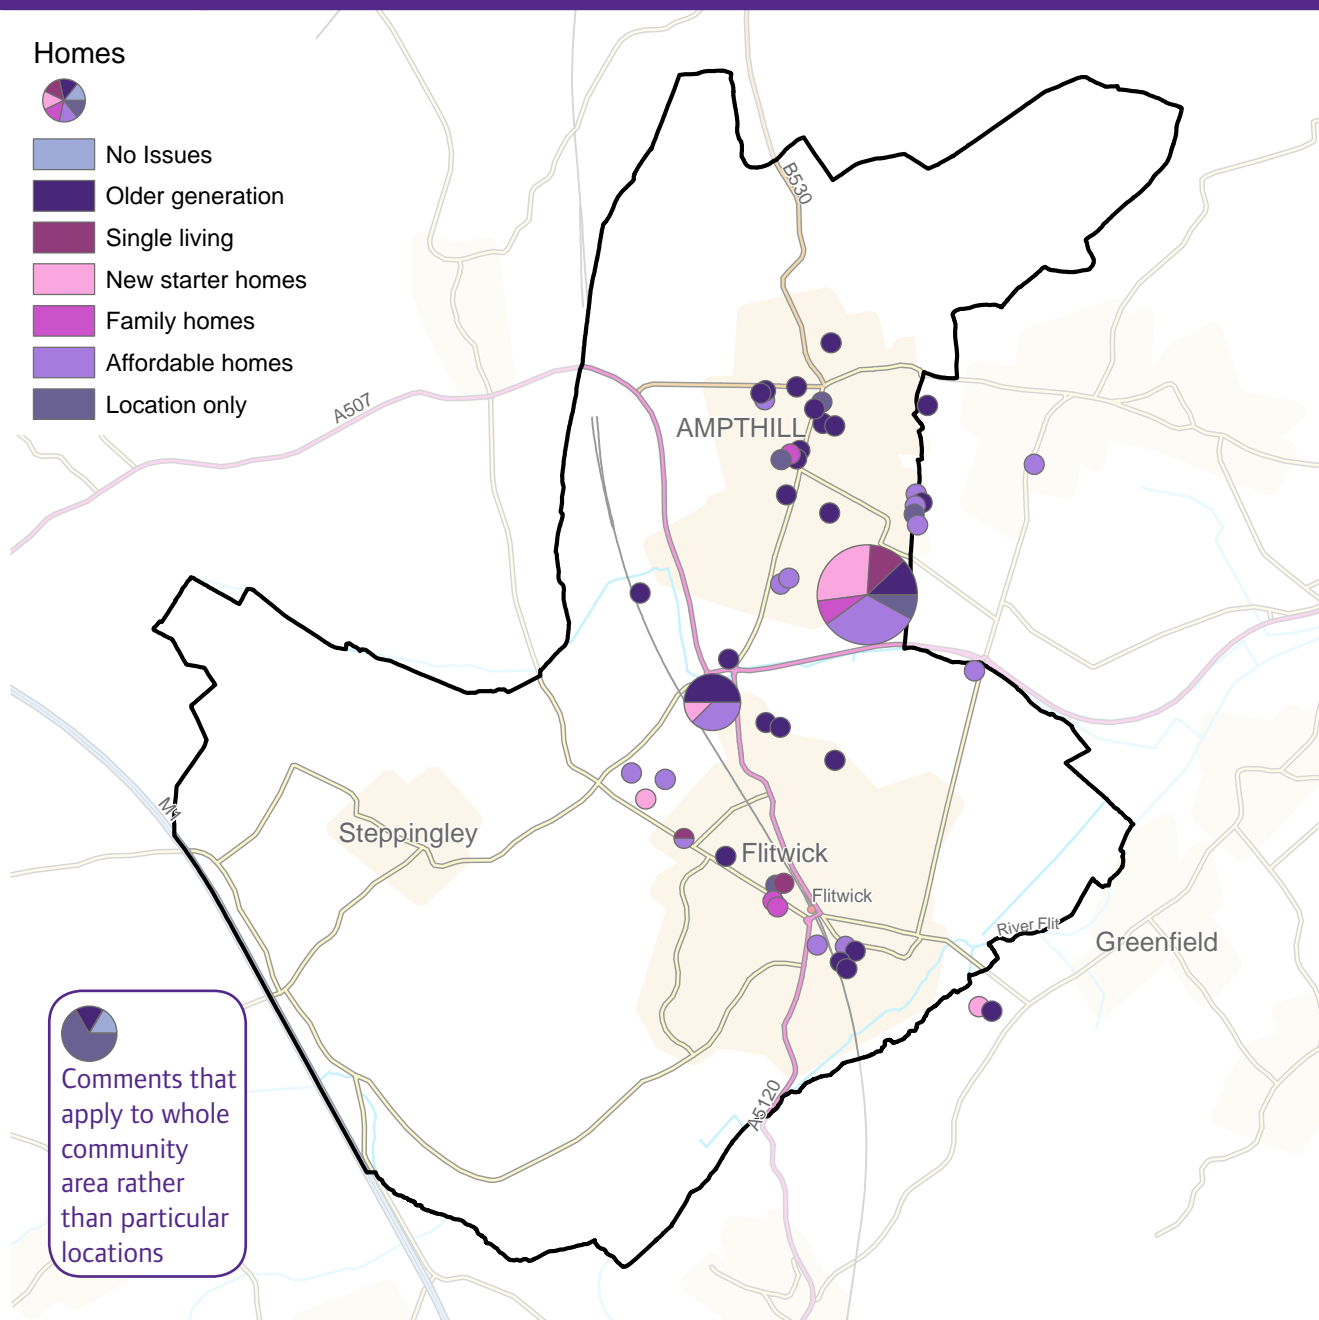 Homes
No Issues
Older generation
Single living
New starter homes
Family homes
Affordable homes
Location only
B530
A507
AMPTHILL
M1
Steppingley
Flitwick
Flitwick
River Flit
Greenfield
A5120
Comments that
apply to whole
community
area rather
than particular
locations